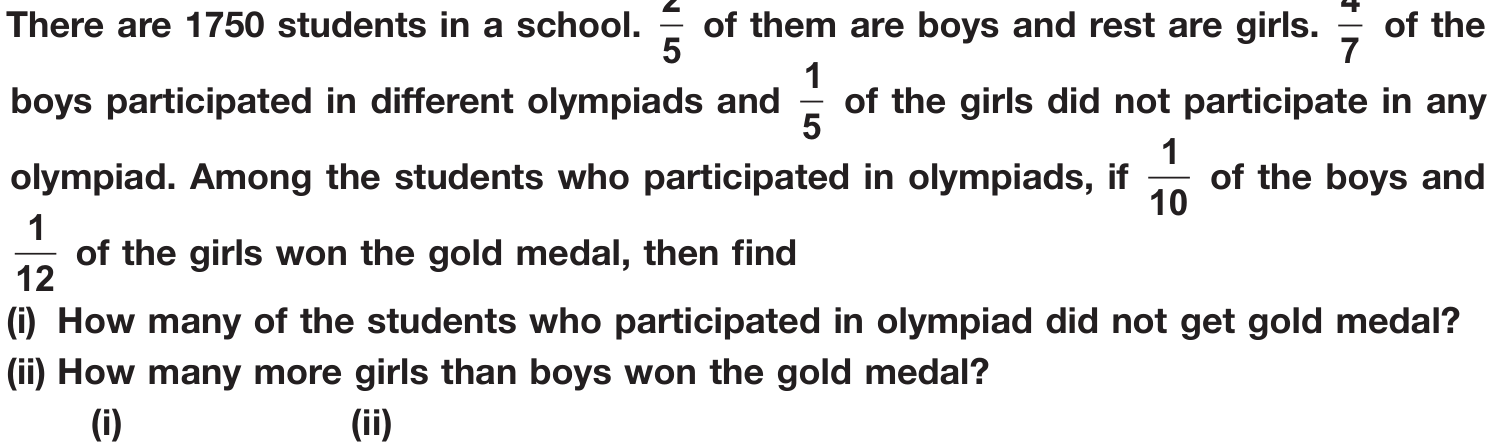 There are 1750 students in a school. 2/5 of them are boys and rest are girls. 4/7 of the
boys participated in different olympiads and 1/5 of the girls did not participate in any
olympiad. Among the students who participated in olympiads, if 1/10 of the boys and
1/12 of the girls won the gold medal, then find
(i) How many of the students who participated in olympiad did not get gold medal?
(ii) How many more girls than boys won the gold medal?
(i) (ii)